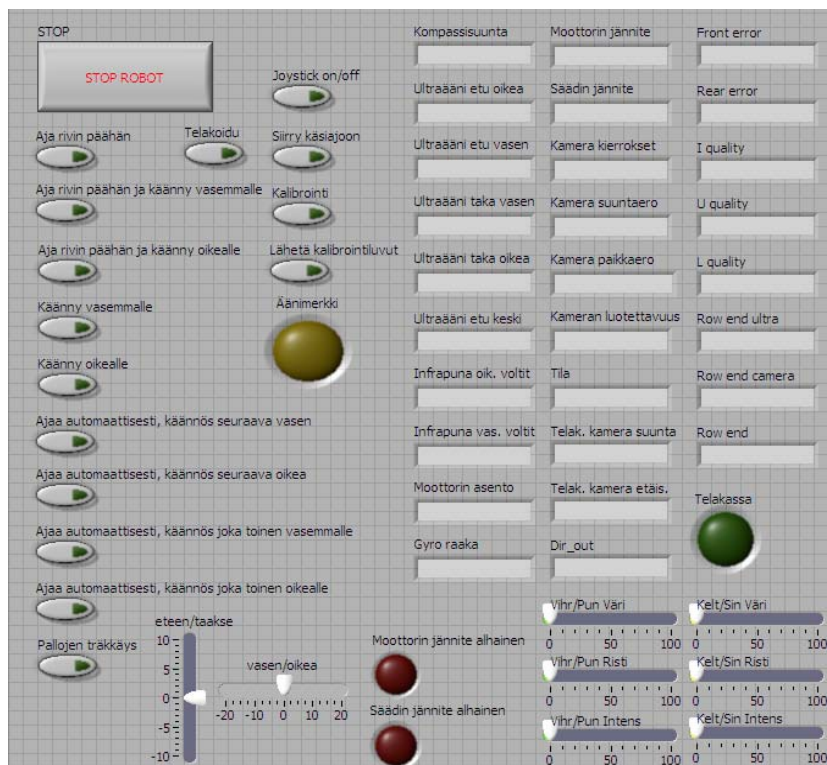 STOP
STOP ROBOT
Joystick on/off
Aja rivin päähän
Telakoidu
Siirry käsiajoon
Aja rivin päähän ja käänny vasemmalle
Kalibrointi
Aja rivin päähän ja käänny oikealle
Lähetä kalibrointiluvut
Käänny vasemmalle
Äänimerkki
Käänny oikealle
Ajaa automaattisesti, käännös seuraava vasen
Ajaa automaattisesti, käännös seuraava oikea
Ajaa automaattisesti, käännös joka toinen vasemmalle
Ajaa automaattisesti, käännös joka toinen oikealle
Pallojen träkkäys
eteen/taakse
10
5
0
-5
-10
vasen/oikea
-20 -10 0 10 20
Moottorin jännite alhainen
Säädin jännite alhainen
Kompassisuunta
Ultraääni etu oikea
Ultraääni etu vasen
Ultraääni taka vasen
Ultraääni taka oikea
Ultraääni etu keski
Infrapuna oik. voltit
Infrapuna vas. voltit
Moottorin asento
Gyro raaka
Moottorin jännite
Säädin jännite
Kamera kierrokset
Kamera suuntaero
Kamera paikkaero
Kameran luotettavuus
Tila
Telak. kamera suunta
Telak. kamera etäis.
Dir_out
Front error
Rear error
I quality
U quality
L quality
Row end ultra
Row end camera
Row end
Telakassa
Vihr/Pun Väri
0 50 100
Kelt/Sin Väri
0 50 100
Vihr/Pun Risti
0 50 100
Kelt/Sin Risti
0 50 100
Vihr/Pun Intens
0 50 100
Kelt/Sin Intens
0 50 100